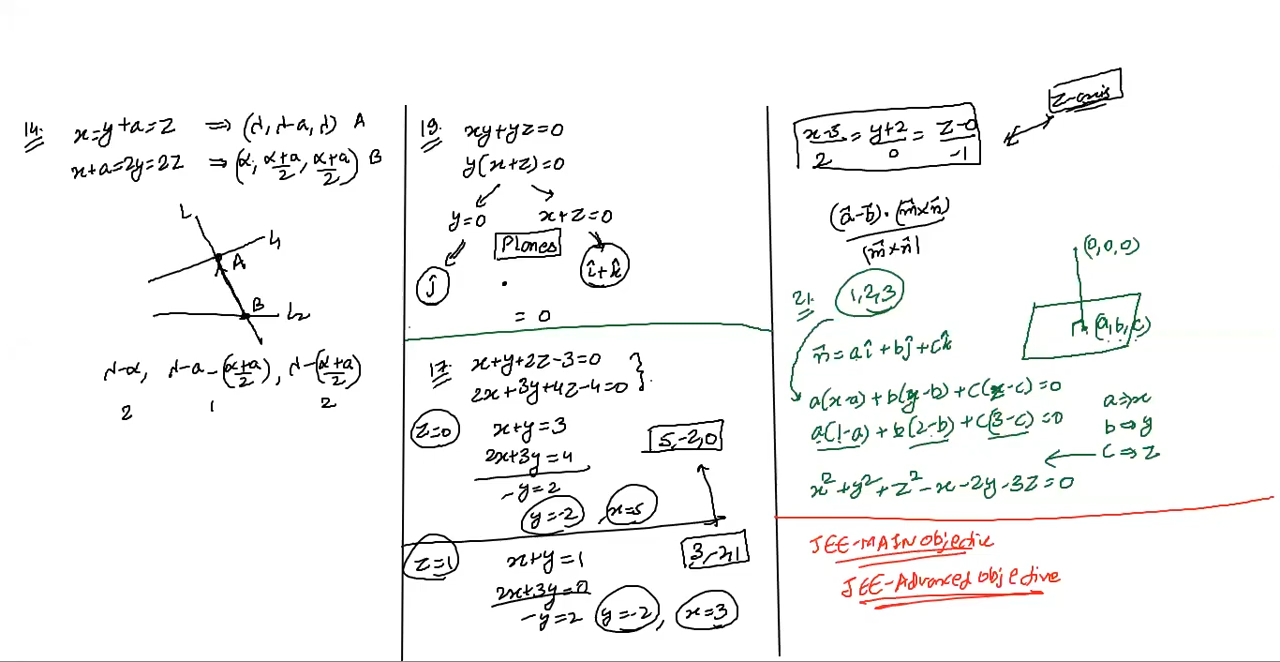 14. x=y+a=z ⇒ (λ, λ-a, λ) A
x+a=2y=2z ⇒ (α, α+a/2, α+a/2) B
L
L1
A
B
L2
λ-α, λ-a-(α+a/2), λ-(α+a/2)
2 1 2
19. xy+yz=0
y(x+z)=0
y=0 x+z=0
Planes
ĵ î+k̂
·
= 0
17. x+y+2z-3=0
2x+3y+4z-4=0 }
z=0 x+y=3
2x+3y=4
-y=2
y=-2, x=5
5,-2,0
z=1 x+y=1
2x+3y=0
-y=2 y=-2, x=3
3,-2,1
z-axis
x-3/2 = y+2/0 = z-0/-1
(a⃗-b⃗)·(m⃗×n⃗)
|m⃗×n⃗|
21. 1,2,3
(0,0,0)
(a,b,c)
n⃗=aî+bĵ+ck̂
a(x-a)+b(y-b)+c(z-c)=0
a(1-a)+b(2-b)+c(3-c)=0
a⇒x
b⇒y
c⇒z
x²+y²+z²-x-2y-3z=0
JEE-MAIN objective
JEE-Advanced objective